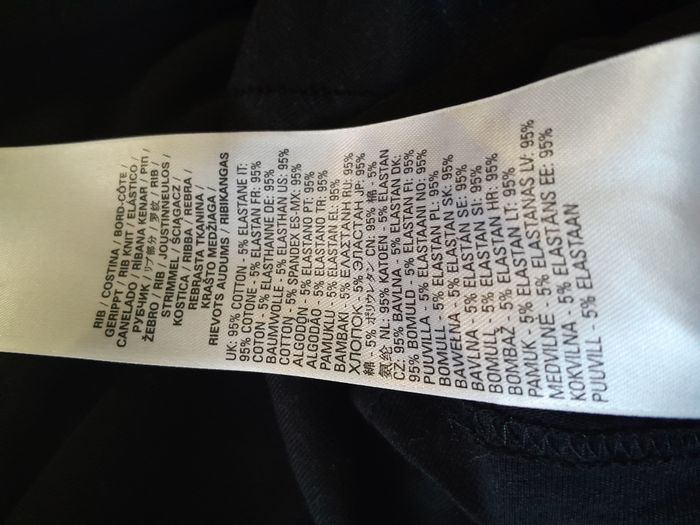 RIB / COSTINA / BORD-CÔTE /
GERIPPT / RIB KNIT / ELÁSTICO /
CANELADO / RIBANA KENAR / ΡΙΠ /
РУБЧИК / リブ部分 / 罗纹 / RIB /
ŽEBRO / RIB / JOUSTINNEULOS /
STRIMMEL / ŚCIĄGACZ /
KOSTICA / RIBBA / REBRA /
REBRASTA TKANINA /
KRAŠTO MEDŽIAGA /
RIEVOTS AUDUMS / RIBIKANGAS
UK: 95% COTTON - 5% ELASTANE IT:
95% COTONE - 5% ELASTAN FR: 95%
COTON - 5% ELASTHANNE DE: 95%
BAUMWOLLE - 5% ELASTHAN US: 95%
COTTON - 5% SPANDEX ES-MX: 95%
ALGODÓN - 5% ELASTANO PT: 95%
ALGODÃO - 5% ELASTANO TR: 95%
PAMUKLU - 5% ELASTAN EL: 95%
ΒΑΜΒΑΚΙ - 5% ΕΛΑΣΤΑΝΗ RU: 95%
ХЛОПОК - 5% ЭЛАСТАН JP: 95%
綿 - 5% ポリウレタン CN: 95% 棉 - 5%
氨纶 NL: 95% KATOEN - 5% ELASTAN
CZ: 95% BAVLNA - 5% ELASTAN DK:
95% BOMULD - 5% ELASTAN FI: 95%
PUUVILLA - 5% ELASTAANI NO: 95%
BOMULL - 5% ELASTAN PL: 95%
BAWEŁNA - 5% ELASTAN SK: 95%
BAVLNA - 5% ELASTAN SE: 95%
BOMULL - 5% ELASTAN SI: 95%
BOMBAŽ - 5% ELASTAN HR: 95%
PAMUK - 5% ELASTAN LT: 95%
MEDVILNĖ - 5% ELASTANAS LV: 95%
KOKVILNA - 5% ELASTĀNS EE: 95%
PUUVILL - 5% ELASTAAN